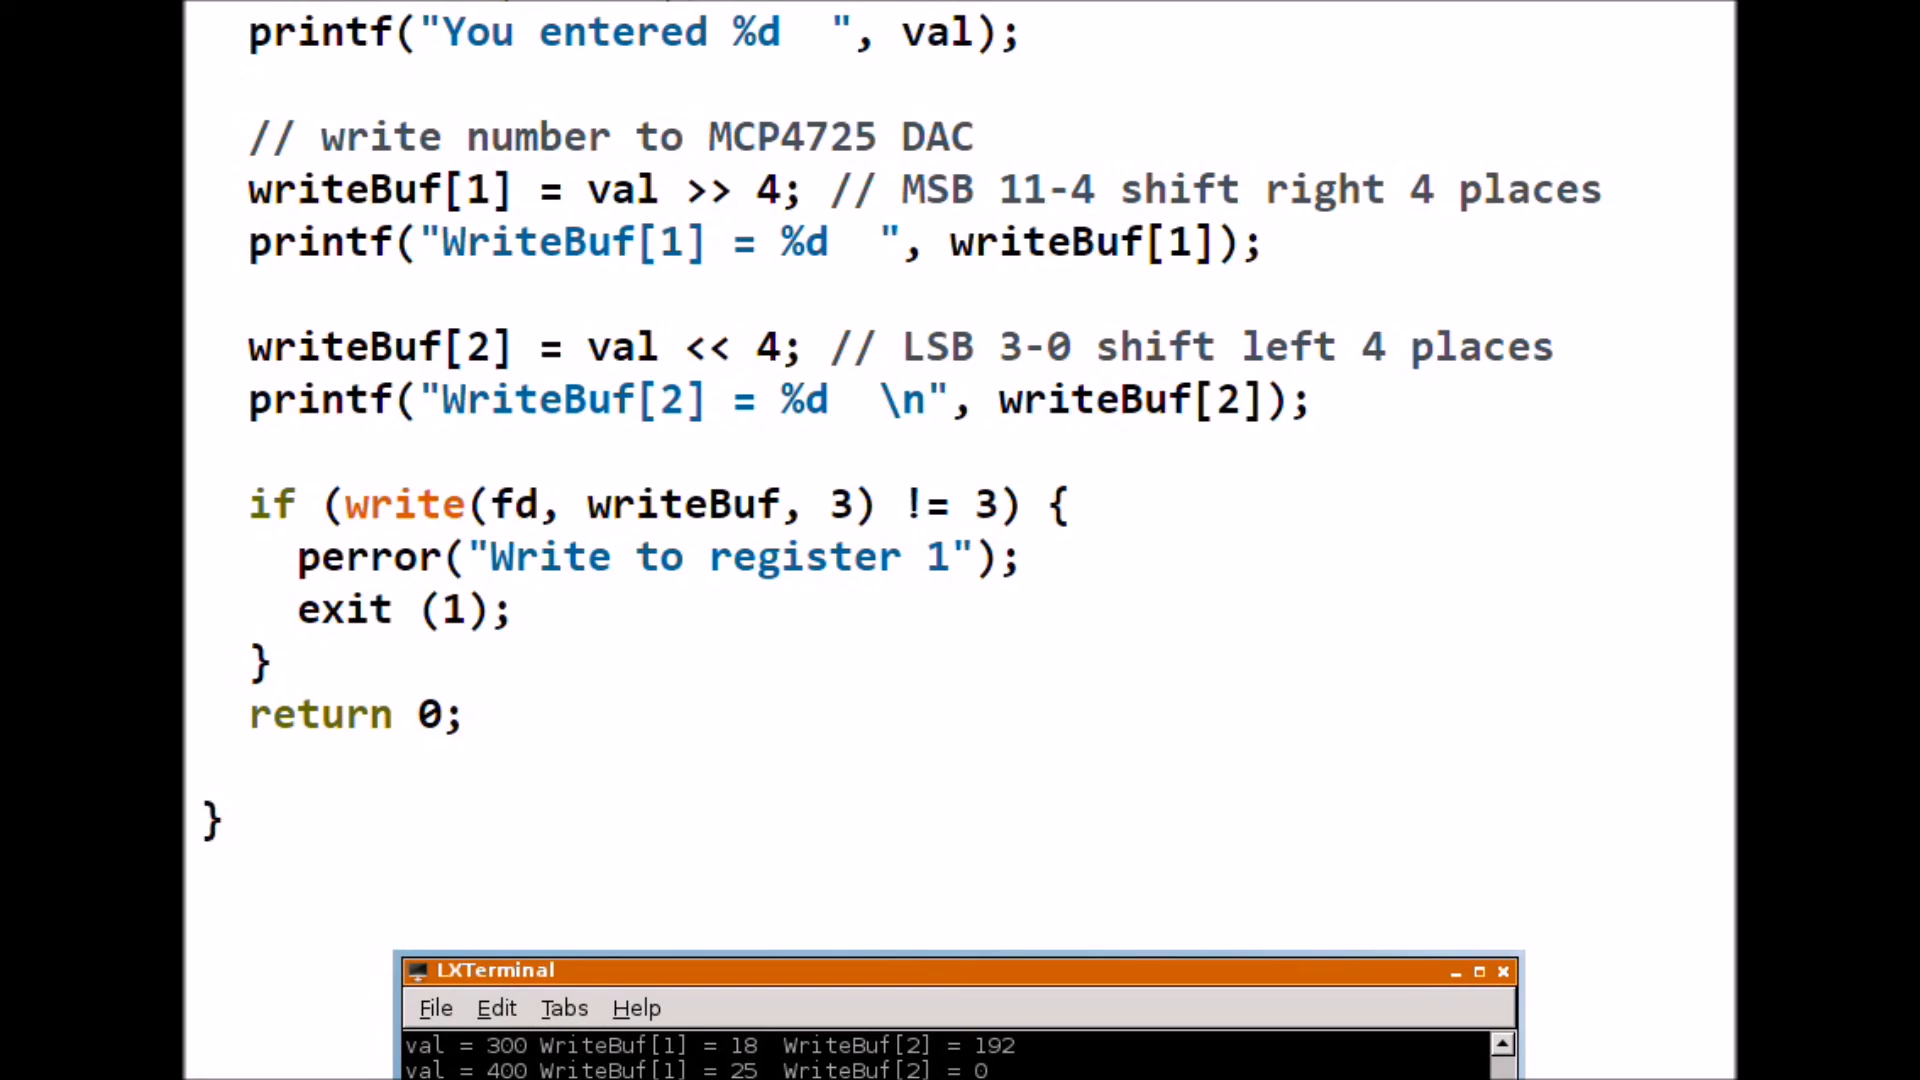 printf("You entered %d  ", val);
// write number to MCP4725 DAC
writeBuf[1] = val >> 4; // MSB 11-4 shift right 4 places
printf("WriteBuf[1] = %d  ", writeBuf[1]);
writeBuf[2] = val << 4; // LSB 3-0 shift left 4 places
printf("WriteBuf[2] = %d  \n", writeBuf[2]);
if (write(fd, writeBuf, 3) != 3) {
perror("Write to register 1");
exit (1);
}
return 0;
}
LXTerminal
File Edit Tabs Help
val = 300 WriteBuf[1] = 18  WriteBuf[2] = 192
val = 400 WriteBuf[1] = 25  WriteBuf[2] = 0